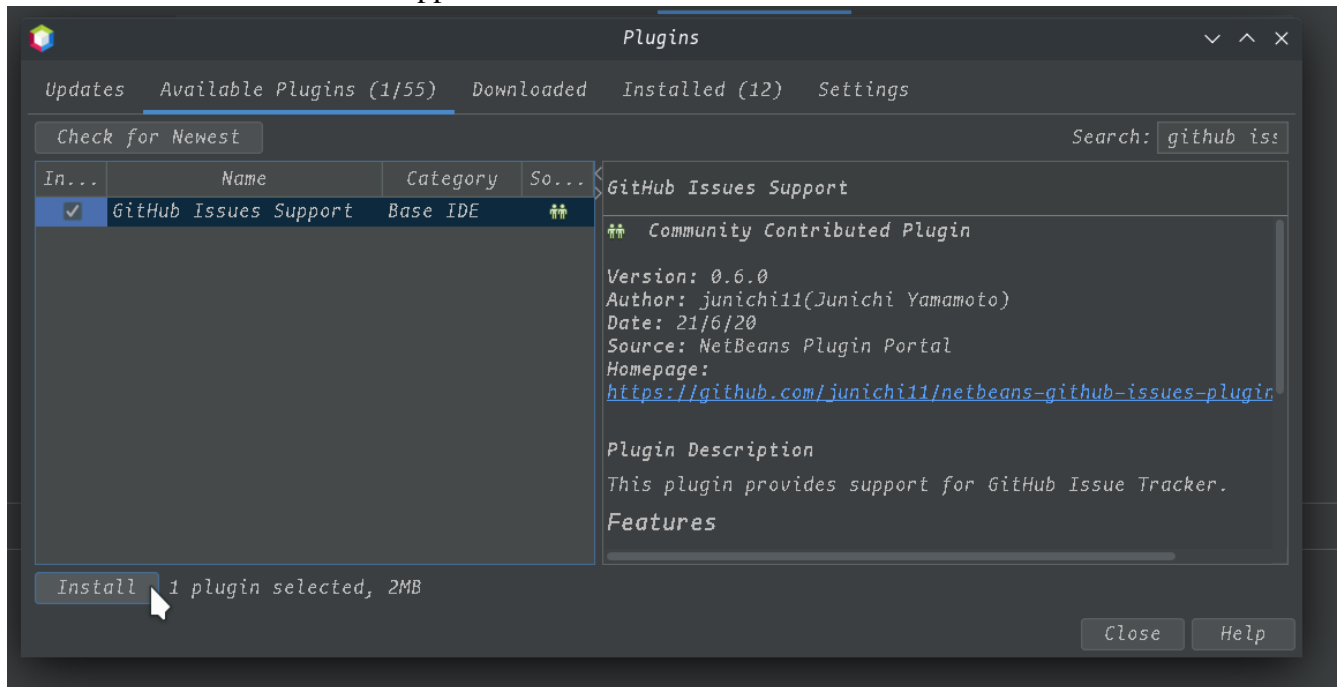 Plugins
Updates Available Plugins (1/55) Downloaded Installed (12) Settings
Check for Newest Search: github is
In... Name Category So...
GitHub Issues Support Base IDE
GitHub Issues Support
Community Contributed Plugin
Version: 0.6.0
Author: junichi11(Junichi Yamamoto)
Date: 21/6/20
Source: NetBeans Plugin Portal
Homepage:
https://github.com/junichi11/netbeans-github-issues-plugin
Plugin Description
This plugin provides support for GitHub Issue Tracker.
Features
Install 1 plugin selected, 2MB
Close Help